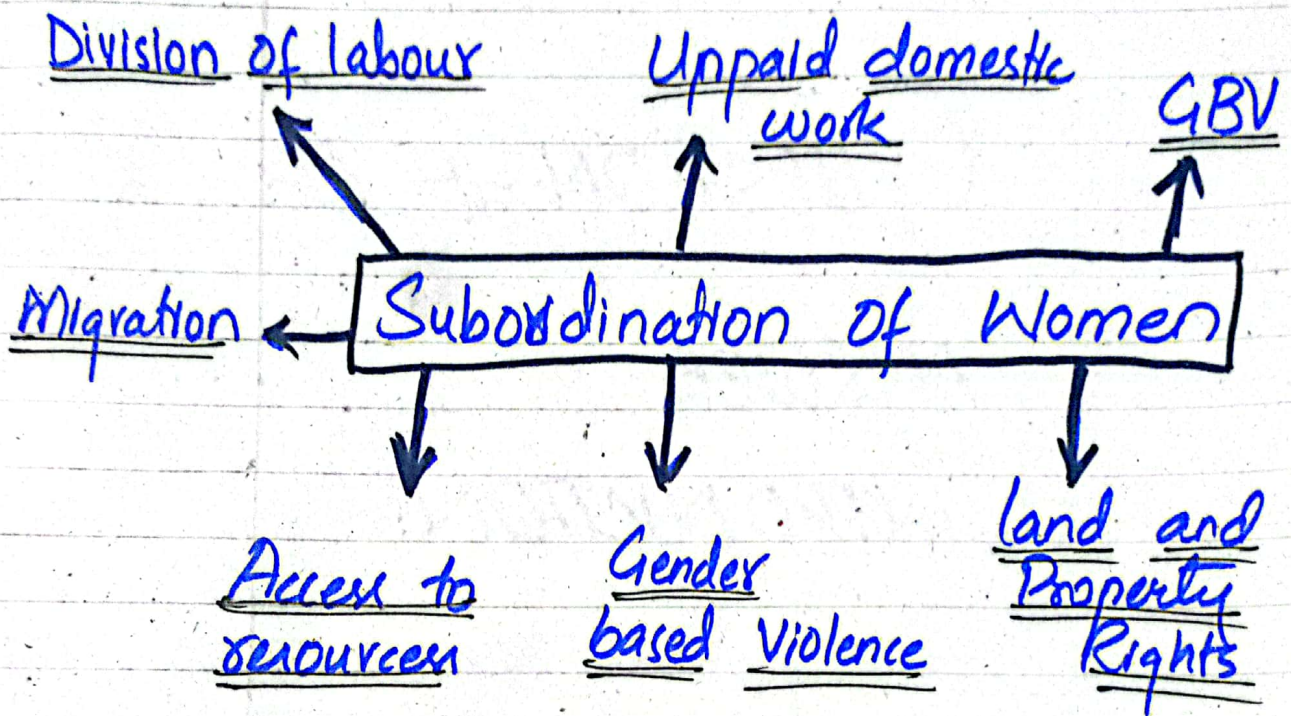 Division of labour
Unpaid domestic
work
GBV
Migration
Subordination of Women
Access to
resources
Gender
based Violence
land and
Property
Rights